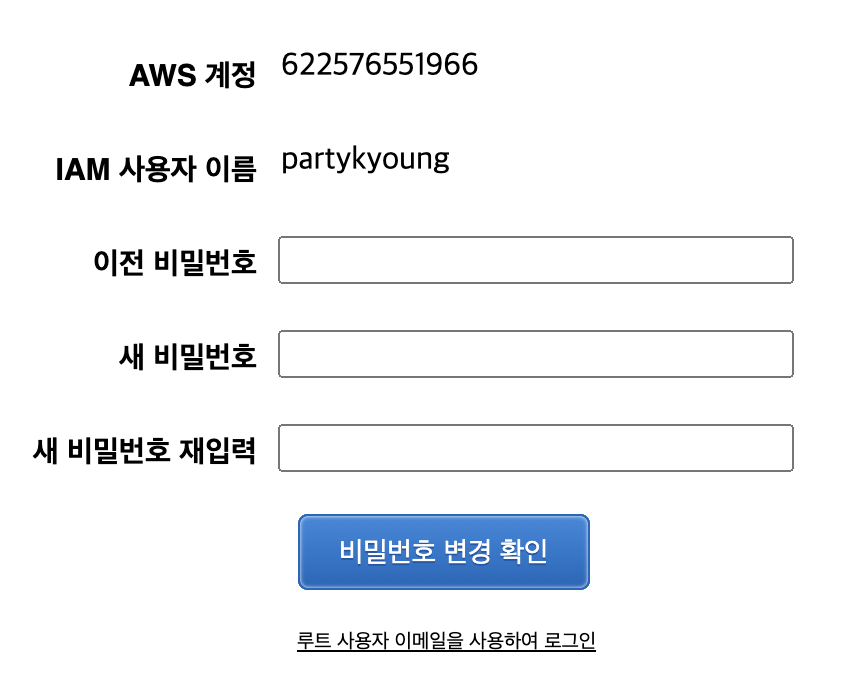 AWS 계정 622576551966
IAM 사용자 이름 partykyoung
이전 비밀번호
새 비밀번호
새 비밀번호 재입력
비밀번호 변경 확인
루트 사용자 이메일을 사용하여 로그인